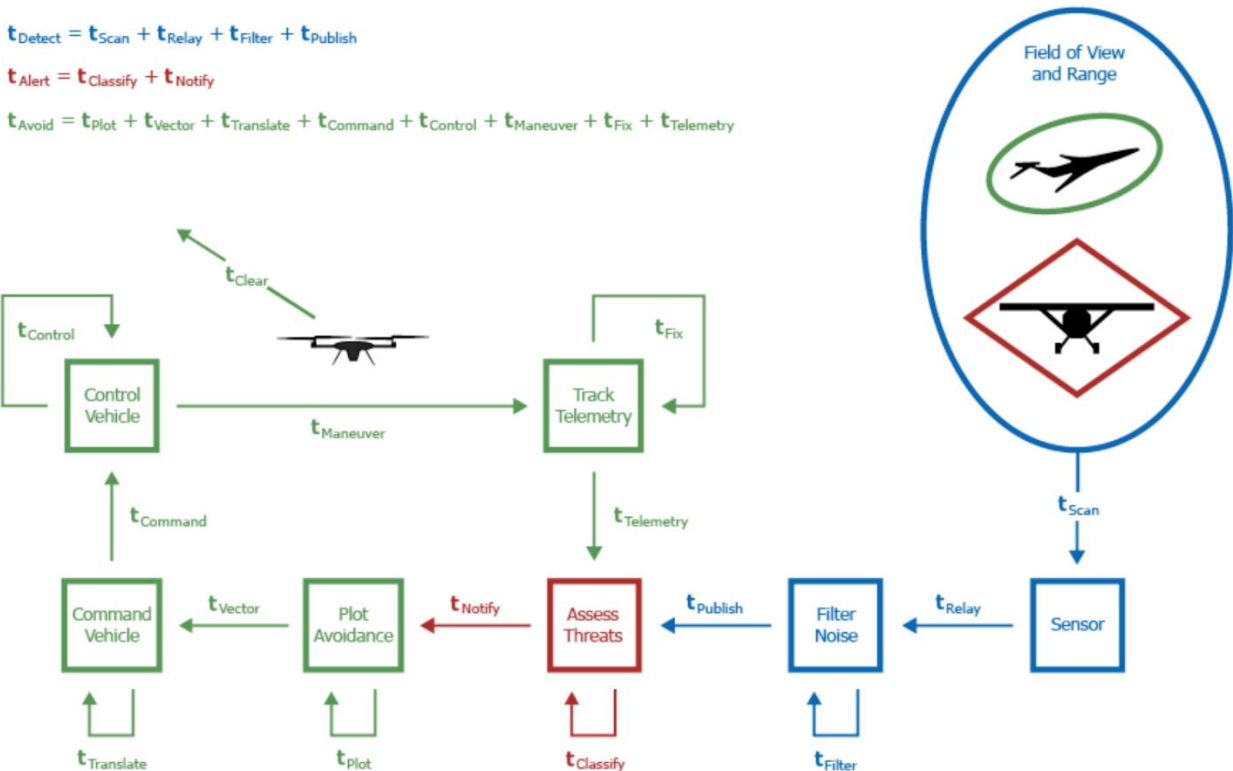 tDetect = tScan + tRelay + tFilter + tPublish
tAlert = tClassify + tNotify
tAvoid = tPlot + tVector + tTranslate + tCommand + tControl + tManeuver + tFix + tTelemetry
Field of View
and Range
tClear
tControl
tFix
Control
Vehicle
Track
Telemetry
tManeuver
tScan
tCommand
tTelemetry
Command
Vehicle
tVector
Plot
Avoidance
tNotify
Assess
Threats
tPublish
Filter
Noise
tRelay
Sensor
tTranslate
tPlot
tClassify
tFilter